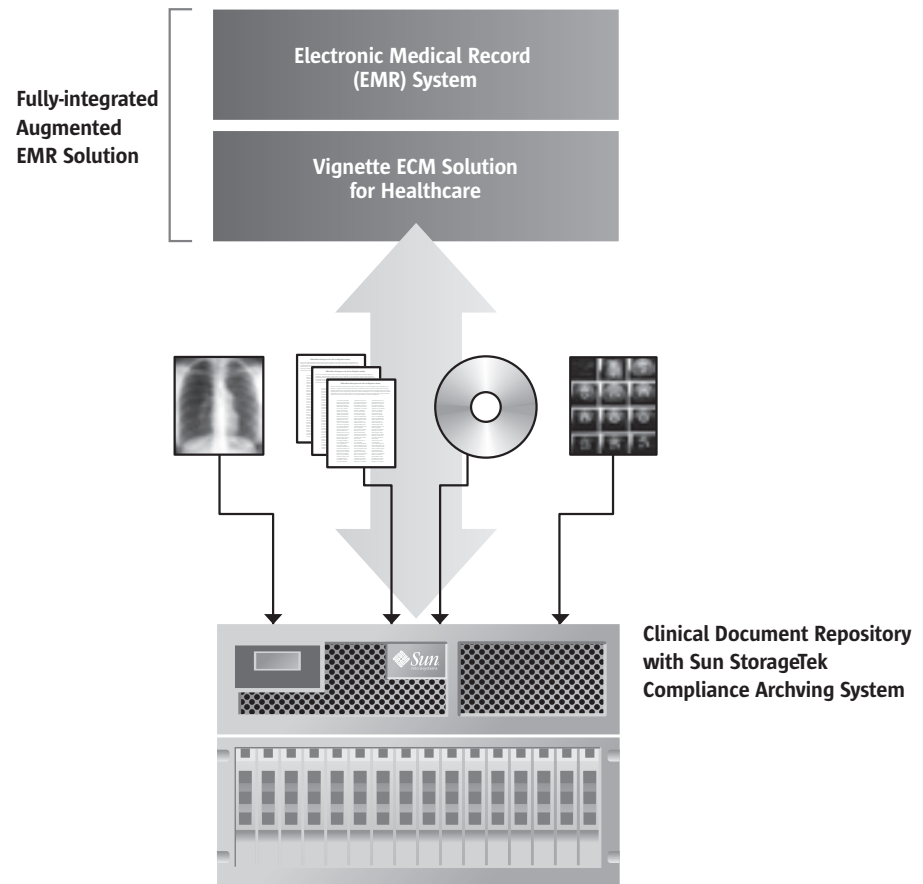 Electronic Medical Record
(EMR) System
Fully-integrated
Augmented
EMR Solution
Vignette ECM Solution
for Healthcare
Clinical Document Repository
with Sun StorageTek
Compliance Archving System
Sun